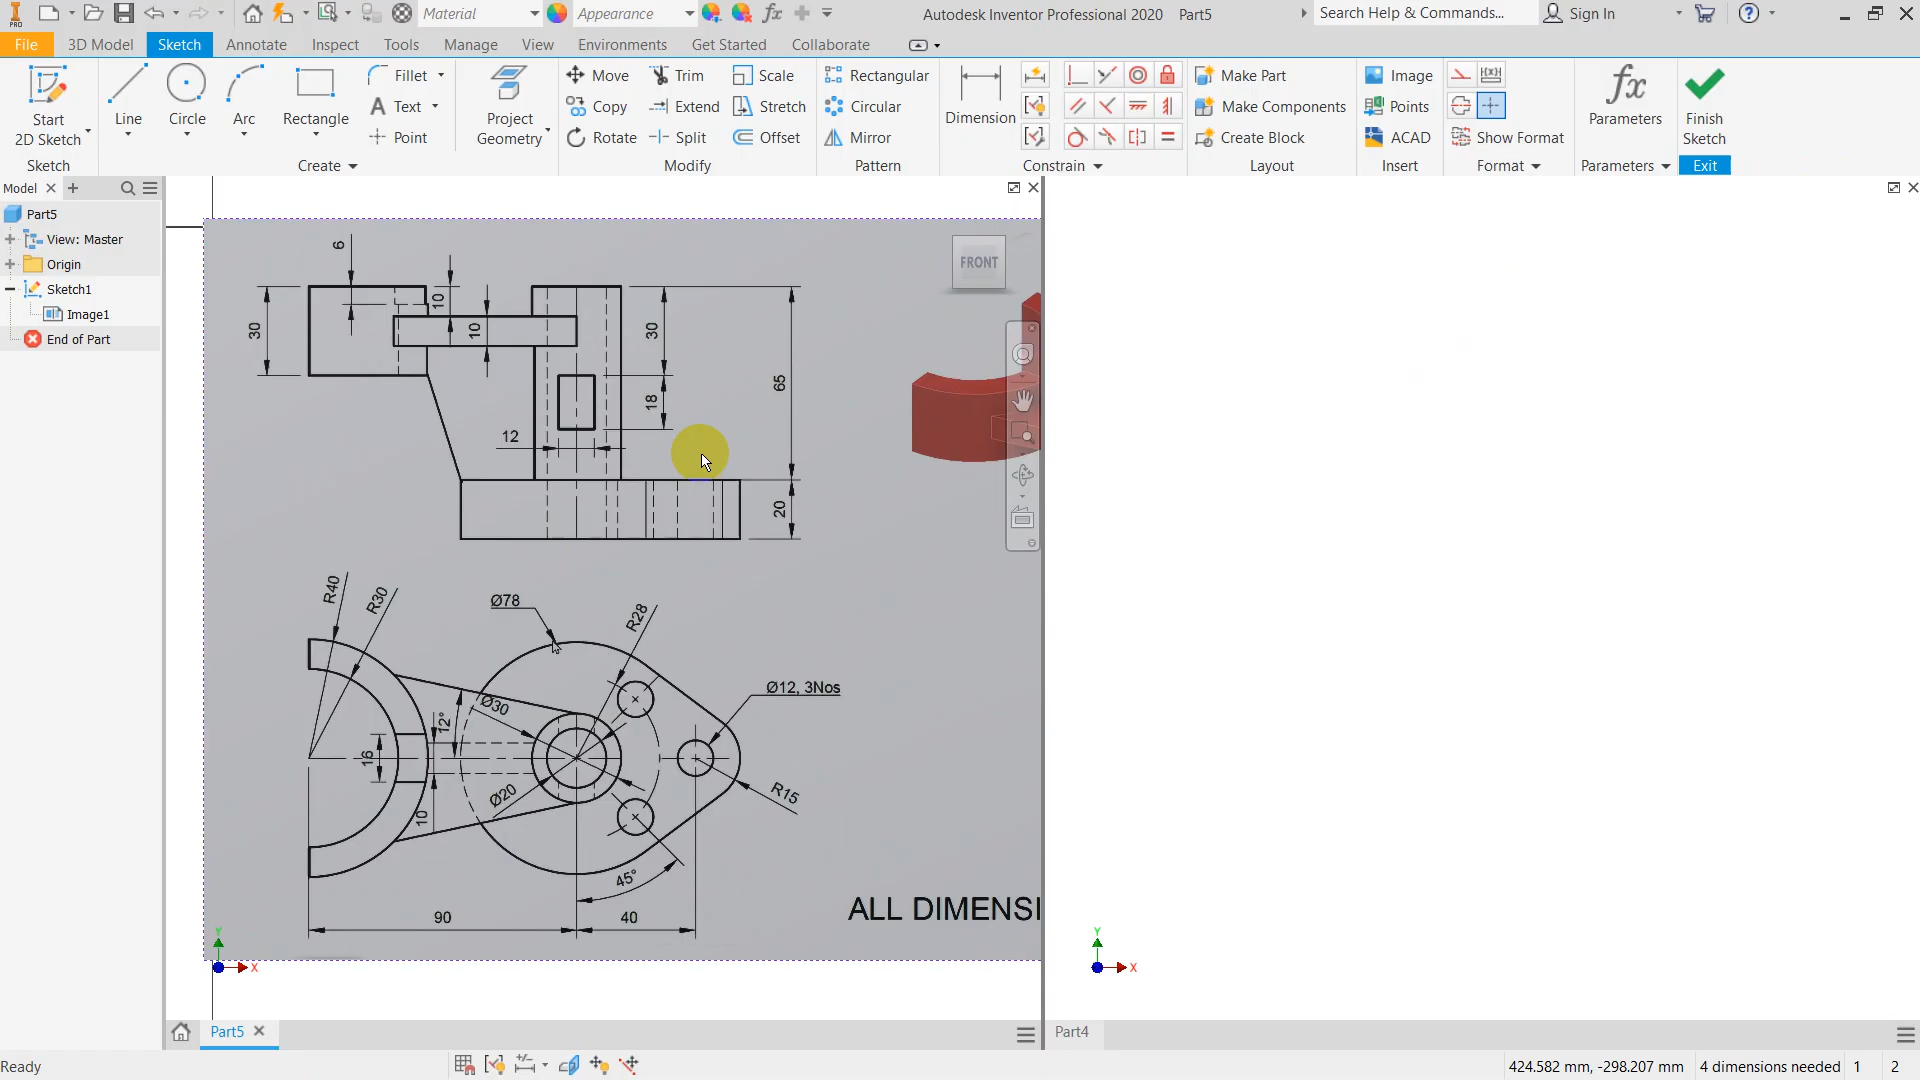 PRO
Material
Appearance
Autodesk Inventor Professional 2020 Part5
Search Help & Commands...
Sign In
File
3D Model
Sketch
Annotate
Inspect
Tools
Manage
View
Environments
Get Started
Collaborate
Start
2D Sketch
Line
Circle
Arc
Rectangle
Fillet
Text
Point
Project
Geometry
Move
Copy
Rotate
Trim
Extend
Split
Scale
Stretch
Offset
Rectangular
Circular
Mirror
Dimension
Make Part
Make Components
Create Block
Image
Points
ACAD
Show Format
Parameters
Finish
Sketch
Sketch
Create
Modify
Pattern
Constrain
Layout
Insert
Format
Parameters
Exit
Model
Part5
View: Master
Origin
Sketch1
Image1
End of Part
FRONT
6
30
10
10
30
18
65
12
20
R40
R30
Ø78
R28
Ø12, 3Nos
Ø30
12°
16
10
Ø20
R15
45°
90
40
ALL DIMENSI
Y
X
Y
X
Part5
Part4
Ready
424.582 mm, -298.207 mm
4 dimensions needed
1
2